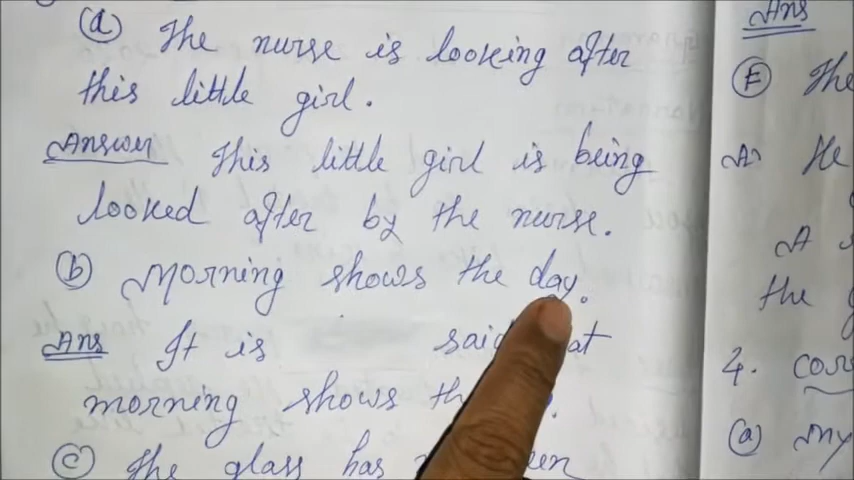 (a) The nurse is looking after
this little girl.
Answer This little girl is being
looked after by the nurse.
(b) Morning shows the day.
Ans It is said at
morning shows
(c) The glass has
Ans
(F) The
A) He
A
the
4.
(a) My